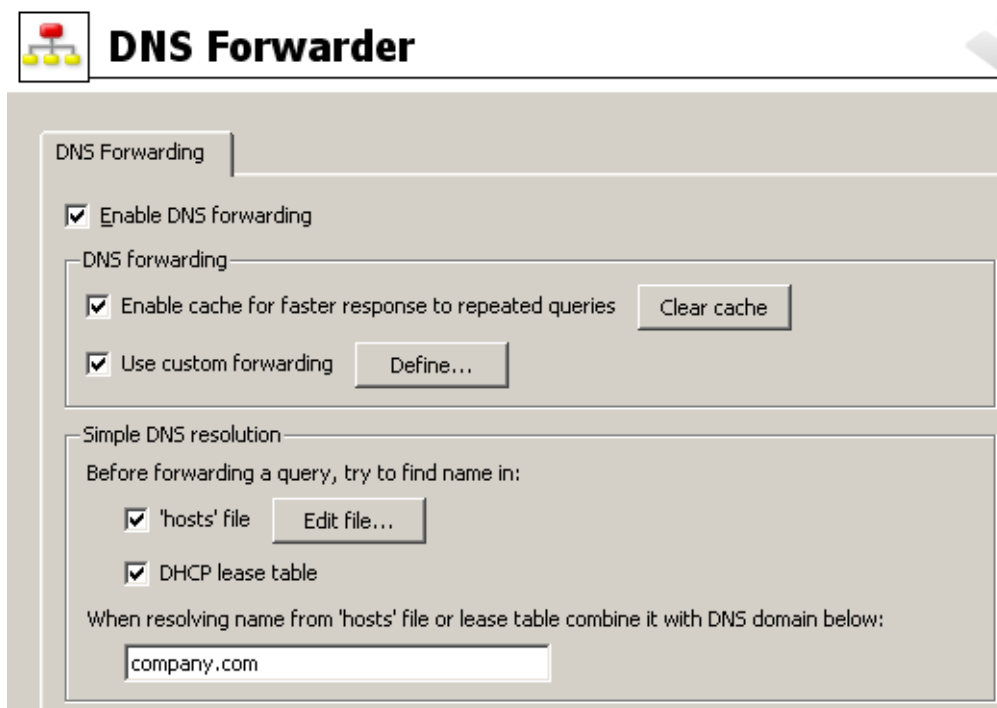 DNS Forwarder
DNS Forwarding
Enable DNS forwarding
DNS forwarding
Enable cache for faster response to repeated queries Clear cache
Use custom forwarding Define...
Simple DNS resolution
Before forwarding a query, try to find name in:
'hosts' file Edit file...
DHCP lease table
When resolving name from 'hosts' file or lease table combine it with DNS domain below:
company.com